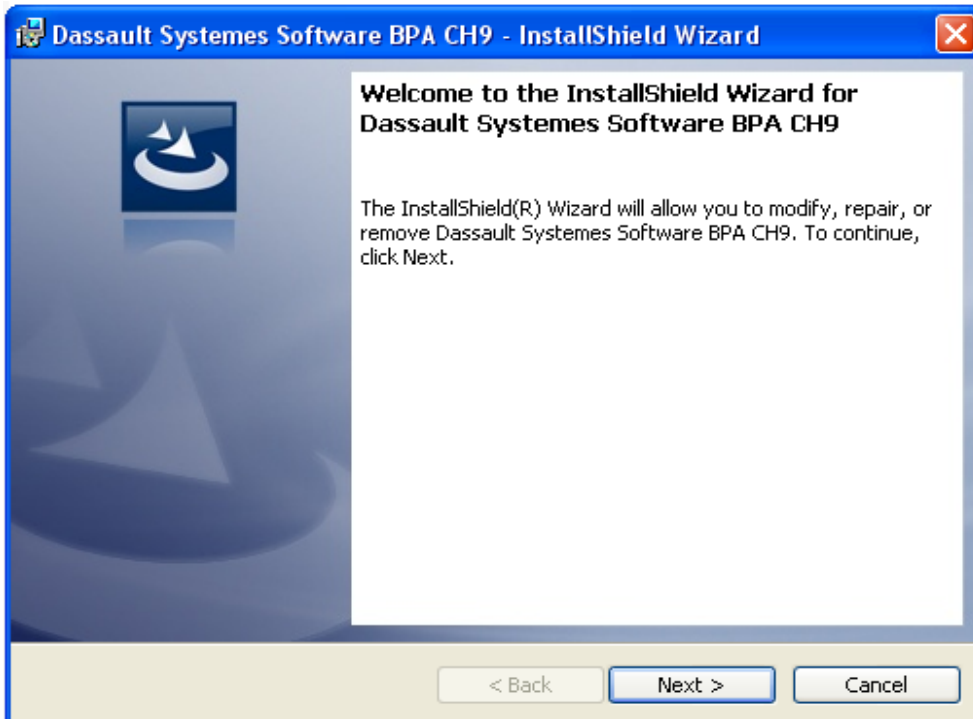 Dassault Systemes Software BPA CH9 - InstallShield Wizard
Welcome to the InstallShield Wizard for
Dassault Systemes Software BPA CH9
The InstallShield(R) Wizard will allow you to modify, repair, or
remove Dassault Systemes Software BPA CH9. To continue,
click Next.
< Back Next > Cancel